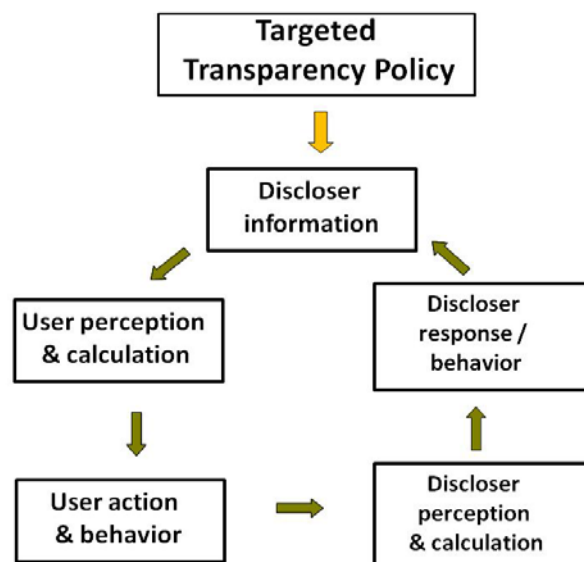 Targeted
Transparency Policy
Discloser
information
User perception
& calculation
Discloser
response /
behavior
User action
& behavior
Discloser
perception
& calculation